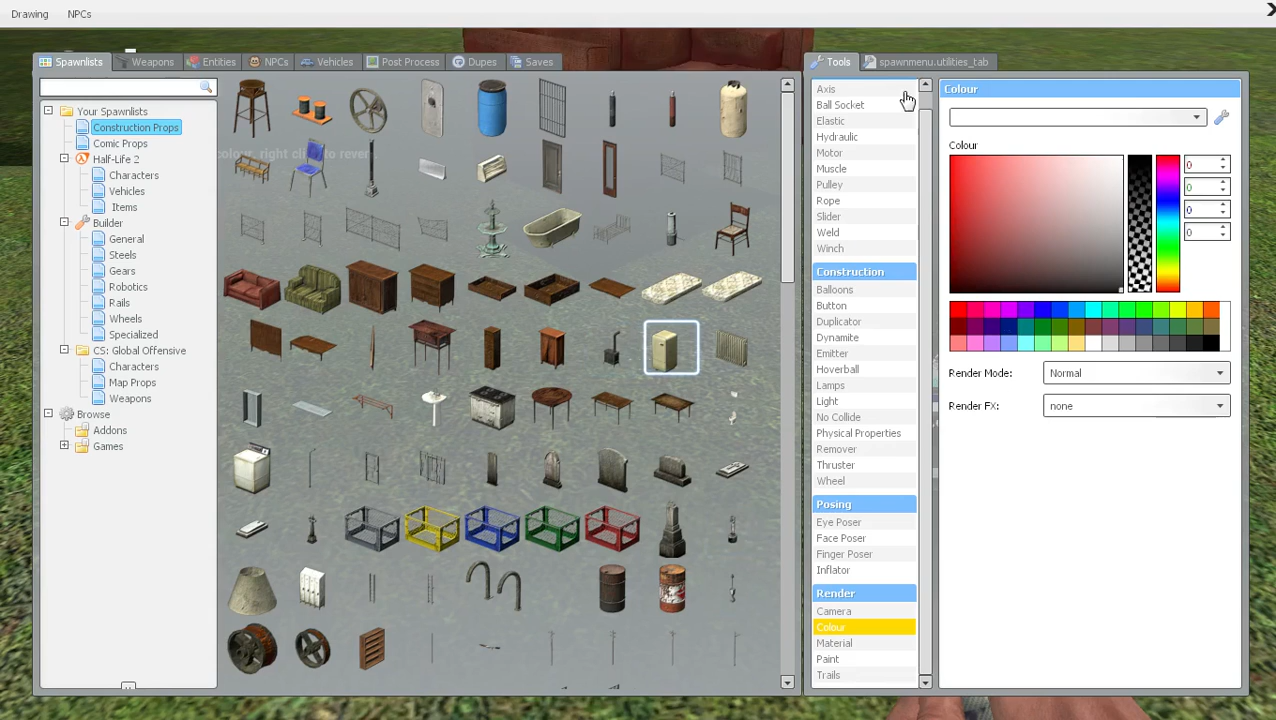 Drawing NPCs
Spawnlists Weapons Entities NPCs Vehicles Post Process Dupes Saves
Your Spawnlists
Construction Props
Comic Props
Half-Life 2
Characters
Vehicles
Items
Builder
General
Steels
Gears
Robotics
Rails
Wheels
Specialized
CS: Global Offensive
Characters
Map Props
Weapons
Browse
Addons
Games
colour, right click to rever
Tools spawnmenu.utilities_tab
Axis
Ball Socket
Elastic
Hydraulic
Motor
Muscle
Pulley
Rope
Slider
Weld
Winch
Construction
Balloons
Button
Duplicator
Dynamite
Emitter
Hoverball
Lamps
Light
No Collide
Physical Properties
Remover
Thruster
Wheel
Posing
Eye Poser
Face Poser
Finger Poser
Inflator
Render
Camera
Colour
Material
Paint
Trails
Colour
Colour
0
0
0
0
Render Mode: Normal
Render FX: none